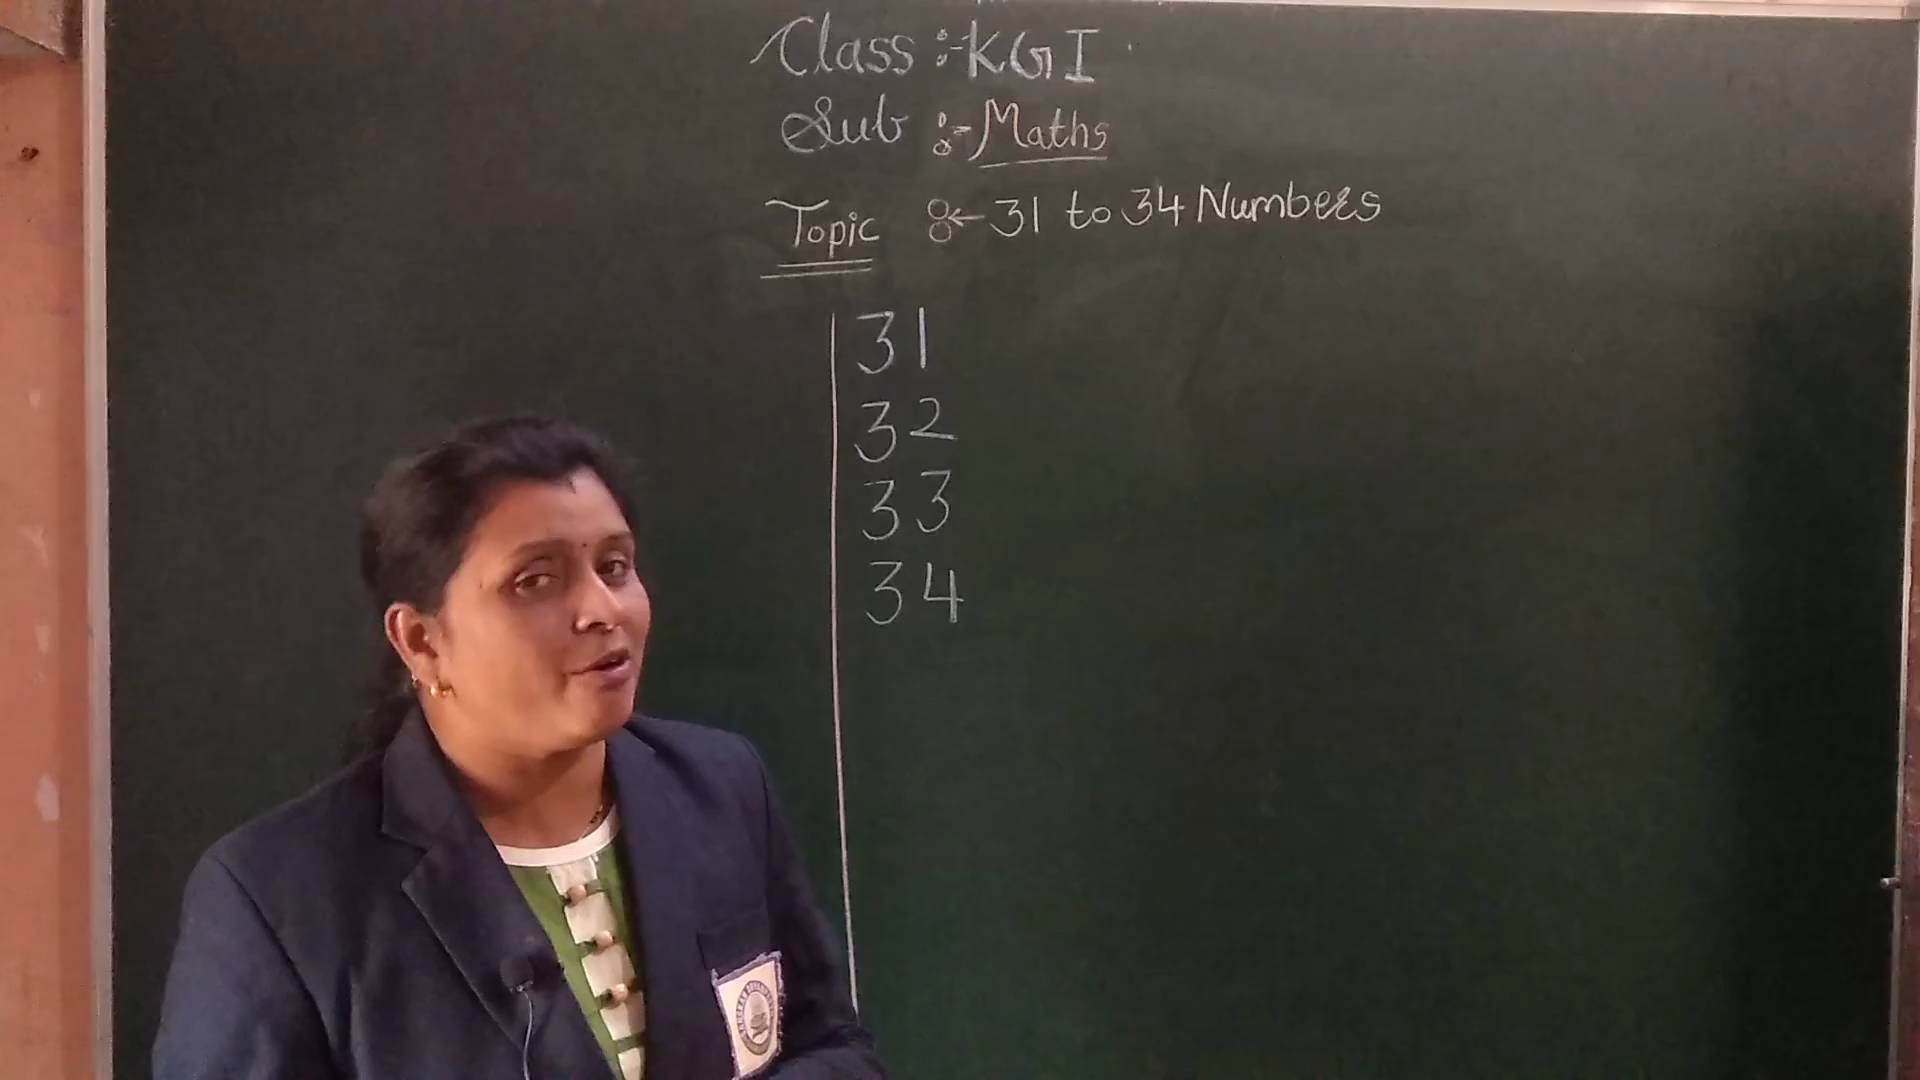 Class :- KG I
Sub :- Maths
Topic :- 31 to 34 Numbers
31
32
33
34